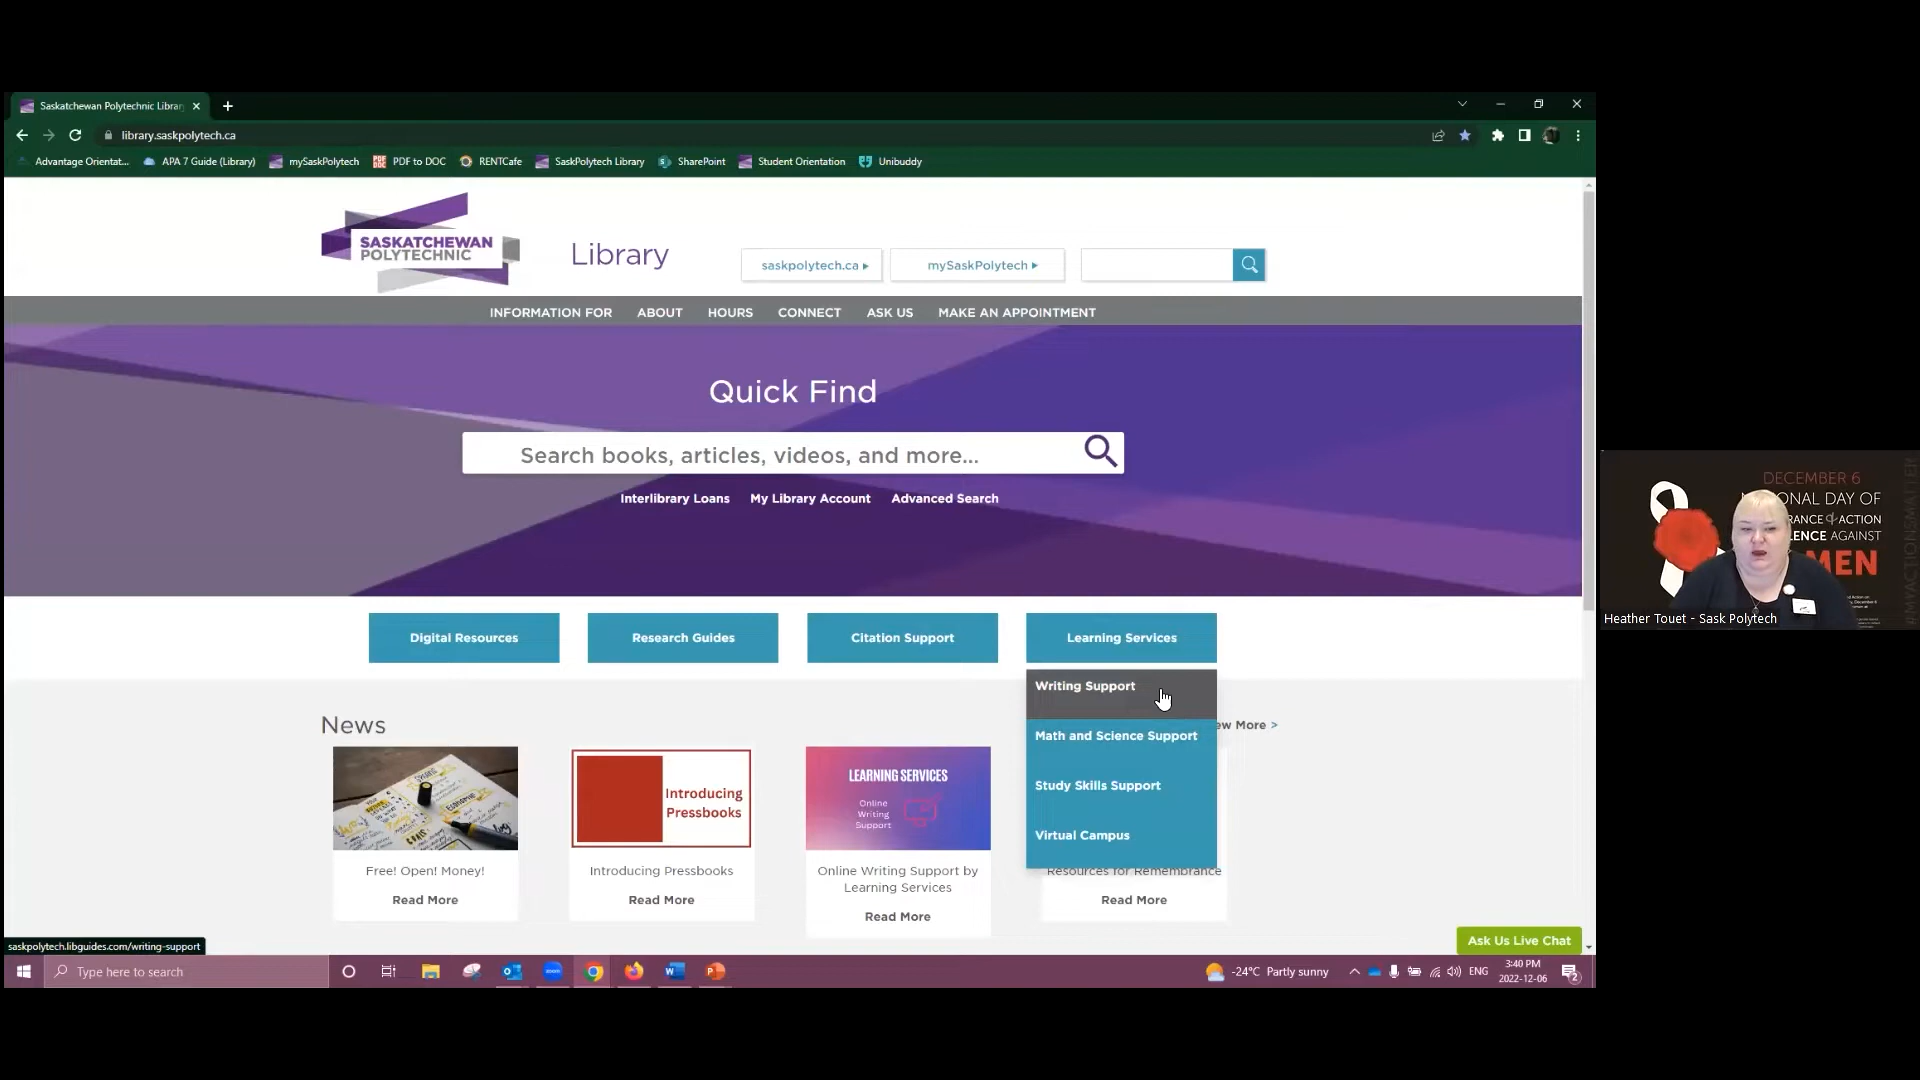 Saskatchewan Polytechnic Librar
library.saskpolytech.ca
Advantage Orientat...
APA 7 Guide (Library)
mySaskPolytech
PDF to DOC
RENTCafe
SaskPolytech Library
SharePoint
Student Orientation
Unibuddy
SASKATCHEWAN
POLYTECHNIC
Library
saskpolytech.ca
mySaskPolytech
INFORMATION FOR
ABOUT
HOURS
CONNECT
ASK US
MAKE AN APPOINTMENT
Quick Find
Search books, articles, videos, and more...
Interlibrary Loans
My Library Account
Advanced Search
Digital Resources
Research Guides
Citation Support
Learning Services
Writing Support
Math and Science Support
Study Skills Support
Virtual Campus
News
ew More >
Free! Open! Money!
Read More
Introducing
Pressbooks
Introducing Pressbooks
Read More
LEARNING SERVICES
Online
Writing
Support
Online Writing Support by
Learning Services
Read More
Resources for Remembrance
Read More
Ask Us Live Chat
saskpolytech.libguides.com/writing-support
Type here to search
-24°C Partly sunny
ENG
3:40 PM
2022-12-06
2
DECEMBER 6
ONAL DAY OF
RANCE & ACTION
ENCE AGAINST
MEN
#MYACTIONSMATTER
Heather Touet - Sask Polytech